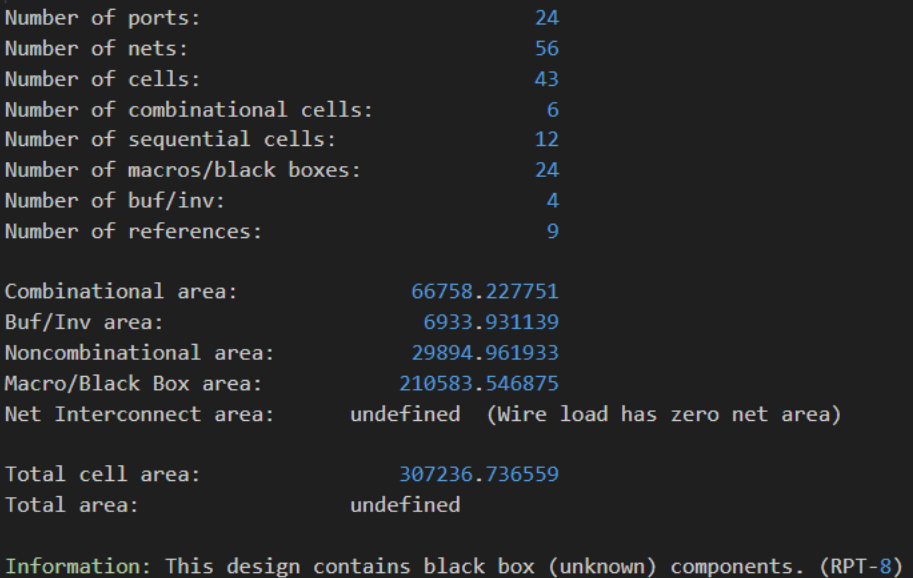 Number of ports: 24
Number of nets: 56
Number of cells: 43
Number of combinational cells: 6
Number of sequential cells: 12
Number of macros/black boxes: 24
Number of buf/inv: 4
Number of references: 9
Combinational area: 66758.227751
Buf/Inv area: 6933.931139
Noncombinational area: 29894.961933
Macro/Black Box area: 210583.546875
Net Interconnect area: undefined (Wire load has zero net area)
Total cell area: 307236.736559
Total area: undefined
Information: This design contains black box (unknown) components. (RPT-8)